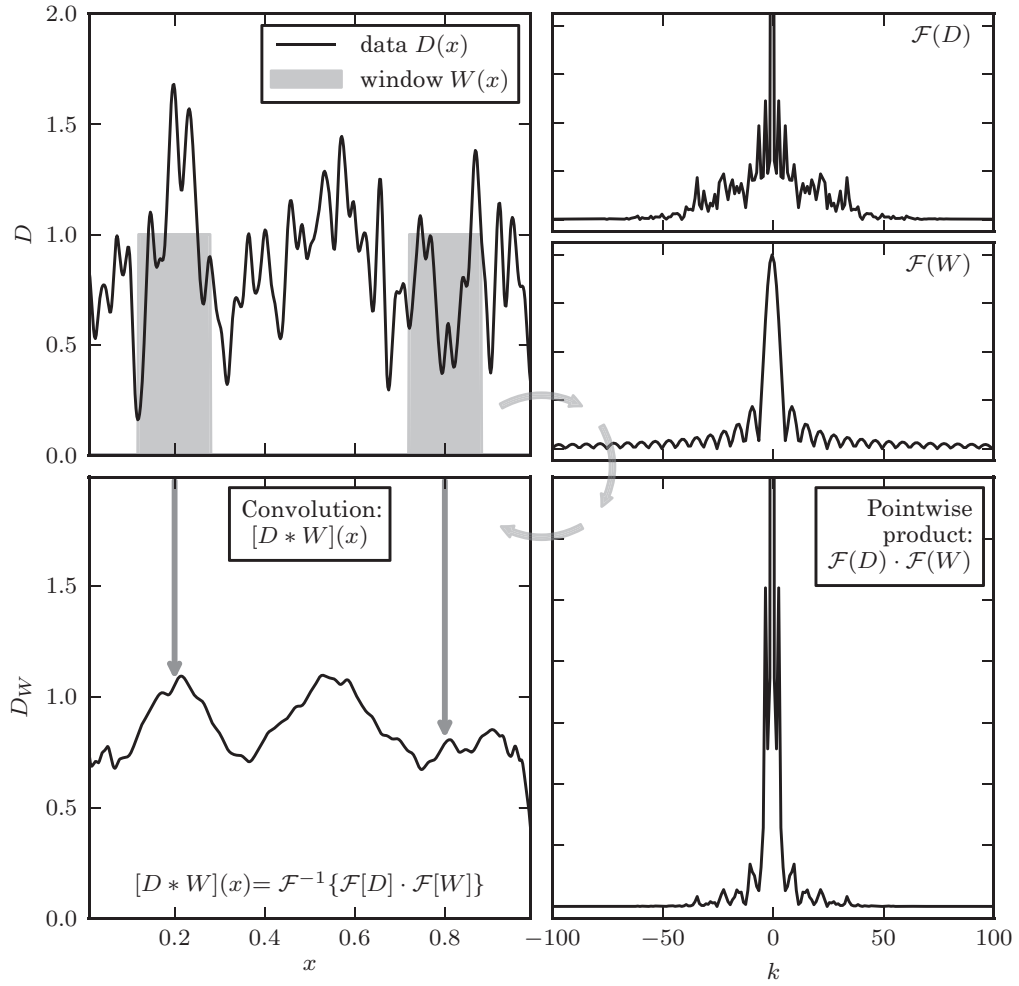 2.0
1.5
1.0
0.5
0.0
D
data D(x)
window W(x)
F(D)
F(W)
Convolution:
[D ∗ W](x)
1.5
1.0
0.5
0.0
D_W
[D ∗ W](x)= F⁻¹{F[D] · F[W]}
0.2
0.4
0.6
0.8
x
Pointwise
product:
F(D) · F(W)
−100
−50
0
50
100
k